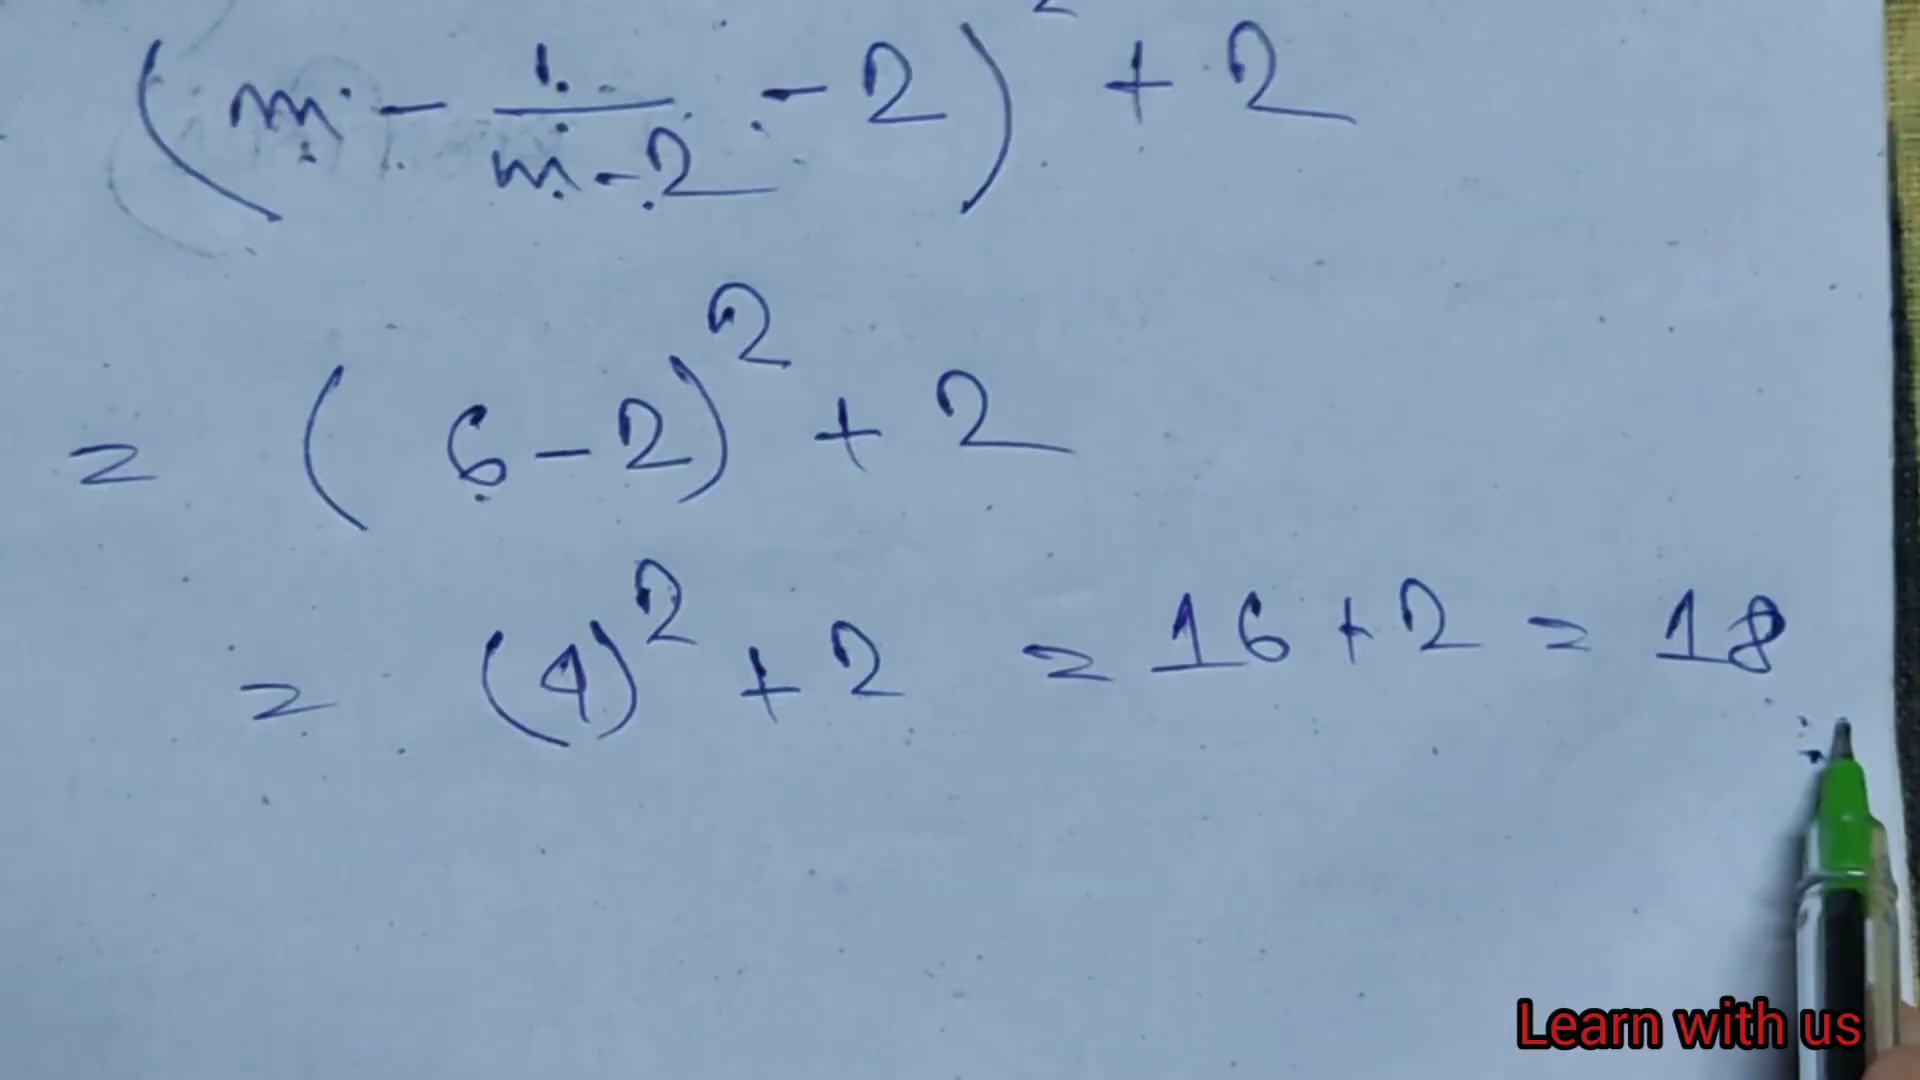 (m - 1/(m-2) - 2)² + 2
= (6-2)² + 2
= (4)² + 2 = 16 + 2 = 18
Learn with us